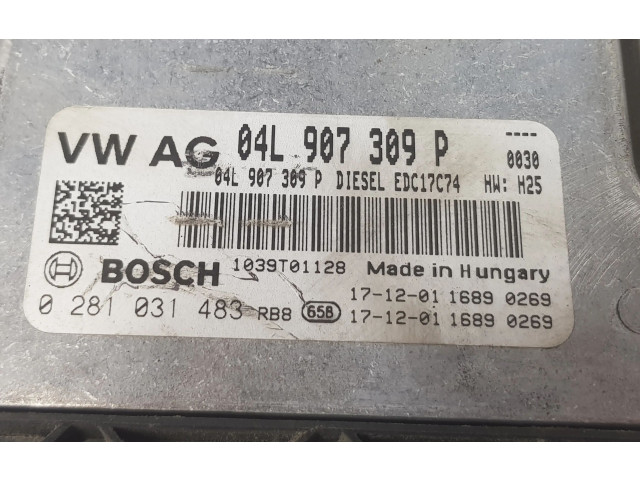 VW AG 04L 907 309 P ----
04L 907 309 P DIESEL EDC17C74 0030
HW: H25
BOSCH 1039T01128 Made in Hungary
0 281 031 483 RB8 65B 17-12-01 1689 0269
17-12-01 1689 0269